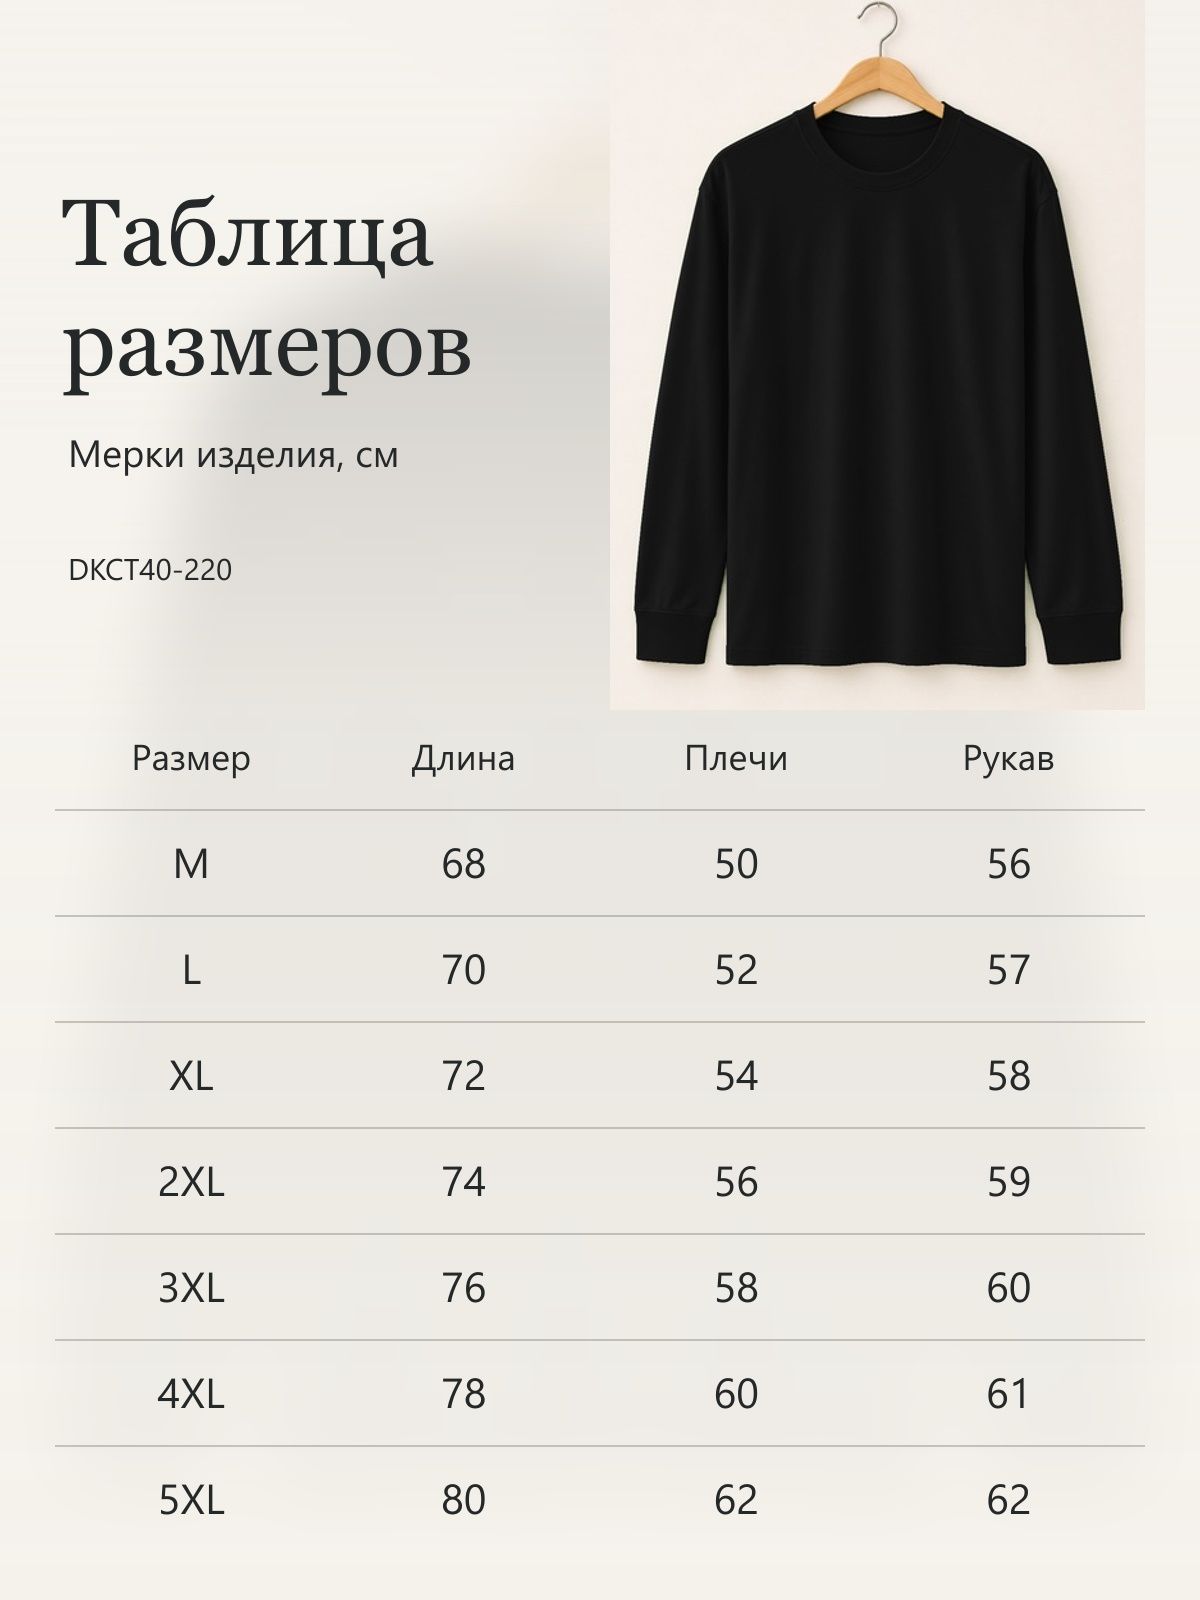 Таблица
размеров
Мерки изделия, см
DKCT40-220
Размер Длина Плечи Рукав
M 68 50 56
L 70 52 57
XL 72 54 58
2XL 74 56 59
3XL 76 58 60
4XL 78 60 61
5XL 80 62 62